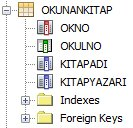 OKUNANKITAP
OKNO
OKULNO
KITAPADI
KITAPYAZARI
Indexes
Foreign Keys